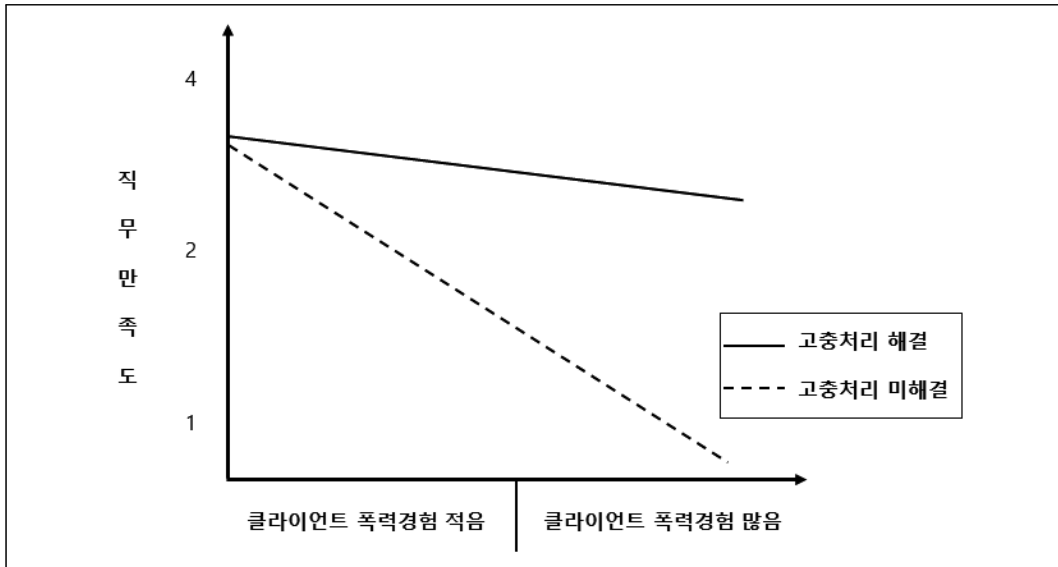 4
직
무
만
족
도
2
1
고충처리 해결
고충처리 미해결
클라이언트 폭력경험 적음
클라이언트 폭력경험 많음